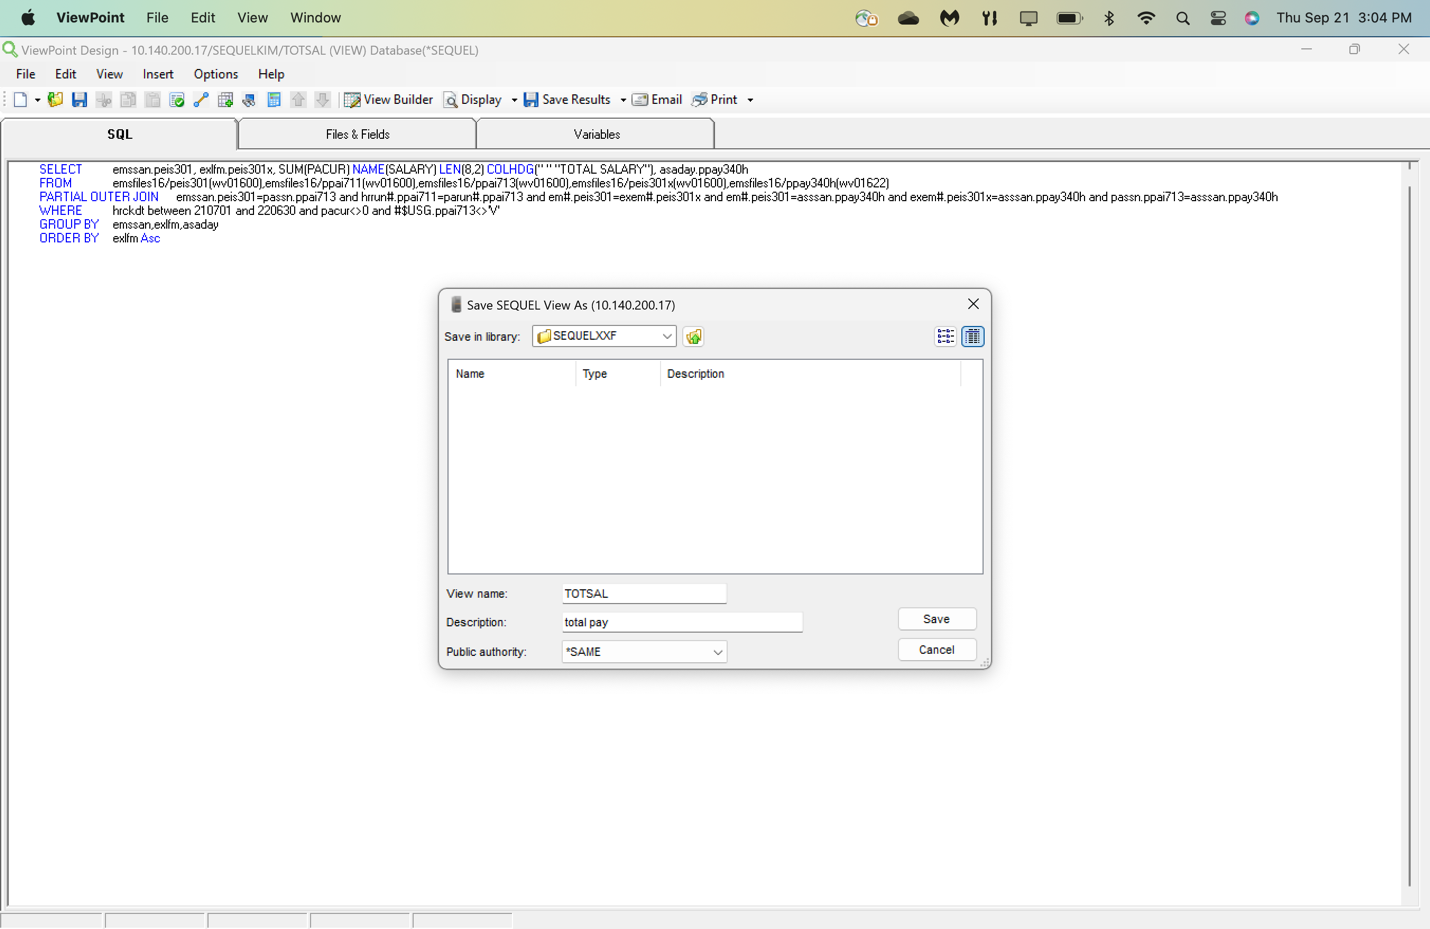 ViewPoint File Edit View Window Thu Sep 21 3:04 PM
ViewPoint Design - 10.140.200.17/SEQUELKIM/TOTSAL (VIEW) Database(*SEQUEL)
File Edit View Insert Options Help
View Builder Display Save Results Email Print
SQL Files & Fields Variables
SELECT emssan.peis301, exlfm.peis301x, SUM(PACUR) NAME(SALARY) LEN(8,2) COLHDG(" " "TOTAL SALARY"), asaday.ppay340h
FROM emsfiles16/peis301(wv01600),emsfiles16/ppai711(wv01600),emsfiles16/ppai713(wv01600),emsfiles16/peis301x(wv01600),emsfiles16/ppay340h(wv01622)
PARTIAL OUTER JOIN emssan.peis301=passn.ppai713 and hrrun#.ppai711=parun#.ppai713 and em#.peis301=exem#.peis301x and em#.peis301=asssan.ppay340h and exem#.peis301x=asssan.ppay340h and passn.ppai713=asssan.ppay340h
WHERE hrckdt between 210701 and 220630 and pacur<>0 and #$USG.ppai713<>'V'
GROUP BY emssan,exlfm,asaday
ORDER BY exlfm Asc
Save SEQUEL View As (10.140.200.17)
Save in library: SEQUELXXF
Name Type Description
View name: TOTSAL
Description: total pay
Save
Public authority: *SAME
Cancel